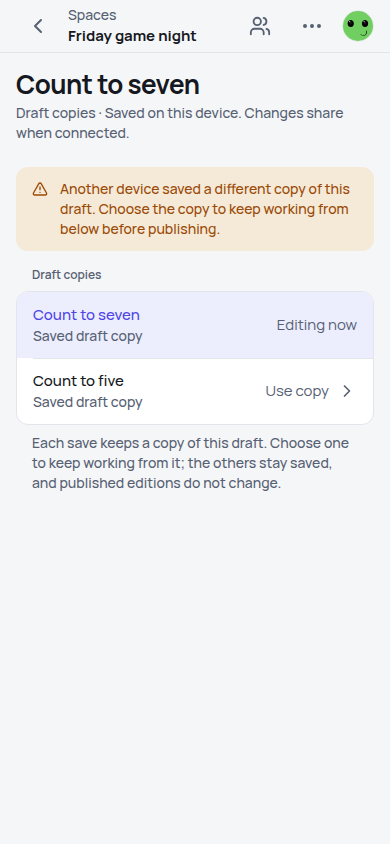 Spaces
Friday game night
Count to seven
Draft copies · Saved on this device. Changes share
when connected.
Another device saved a different copy of this
draft. Choose the copy to keep working from
below before publishing.
Draft copies
Count to seven
Saved draft copy
Editing now
Count to five
Saved draft copy
Use copy
Each save keeps a copy of this draft. Choose one
to keep working from it; the others stay saved,
and published editions do not change.